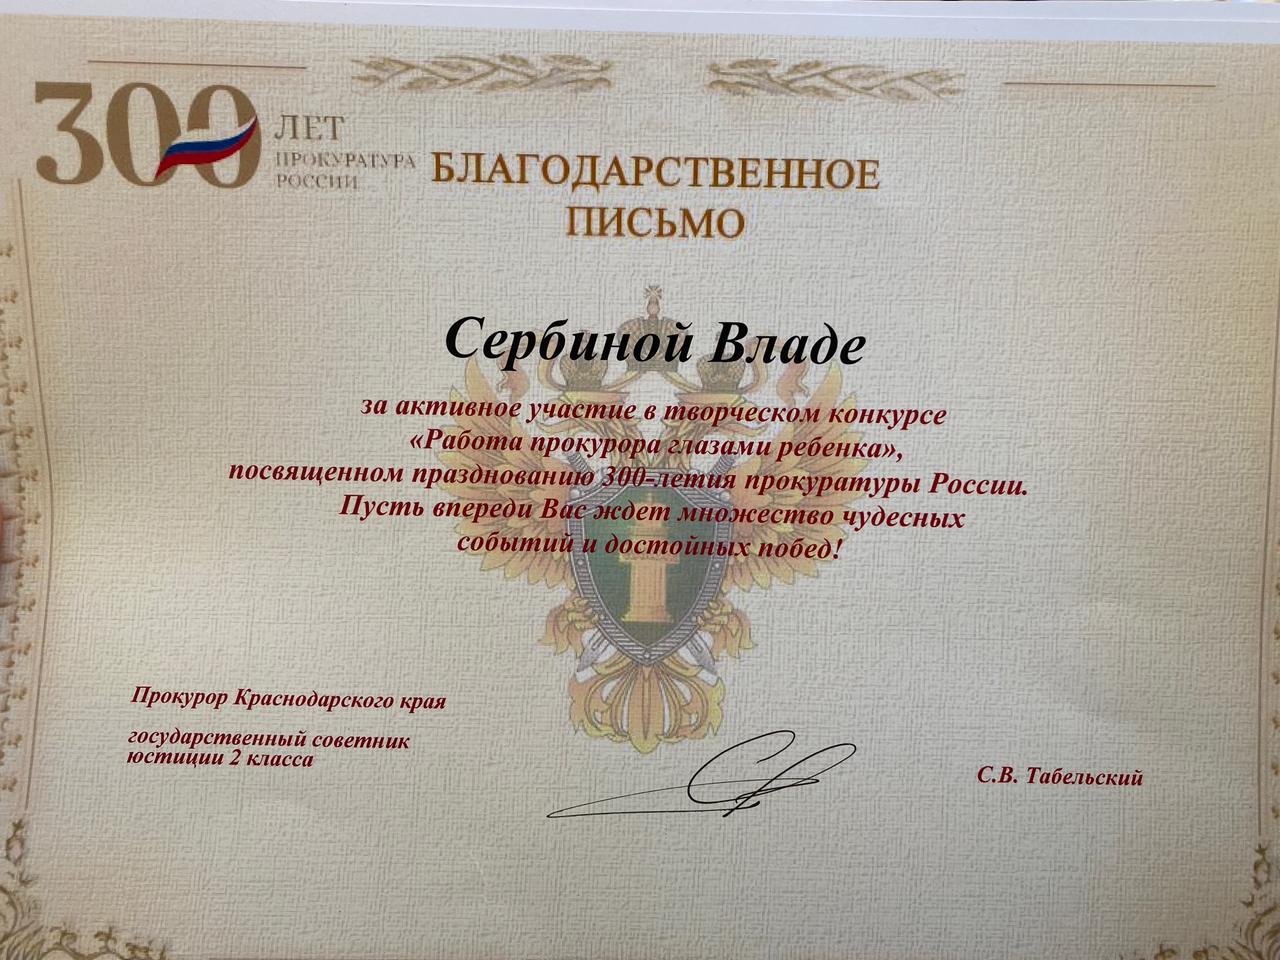 300 ЛЕТ
ПРОКУРАТУРА
РОССИИ
БЛАГОДАРСТВЕННОЕ
ПИСЬМО
Сербиной Владе
за активное участие в творческом конкурсе
«Работа прокурора глазами ребенка»,
посвященном празднованию 300-летия прокуратуры России.
Пусть впереди Вас ждет множество чудесных
событий и достойных побед!
Прокурор Краснодарского края
государственный советник
юстиции 2 класса
С.В. Табельский